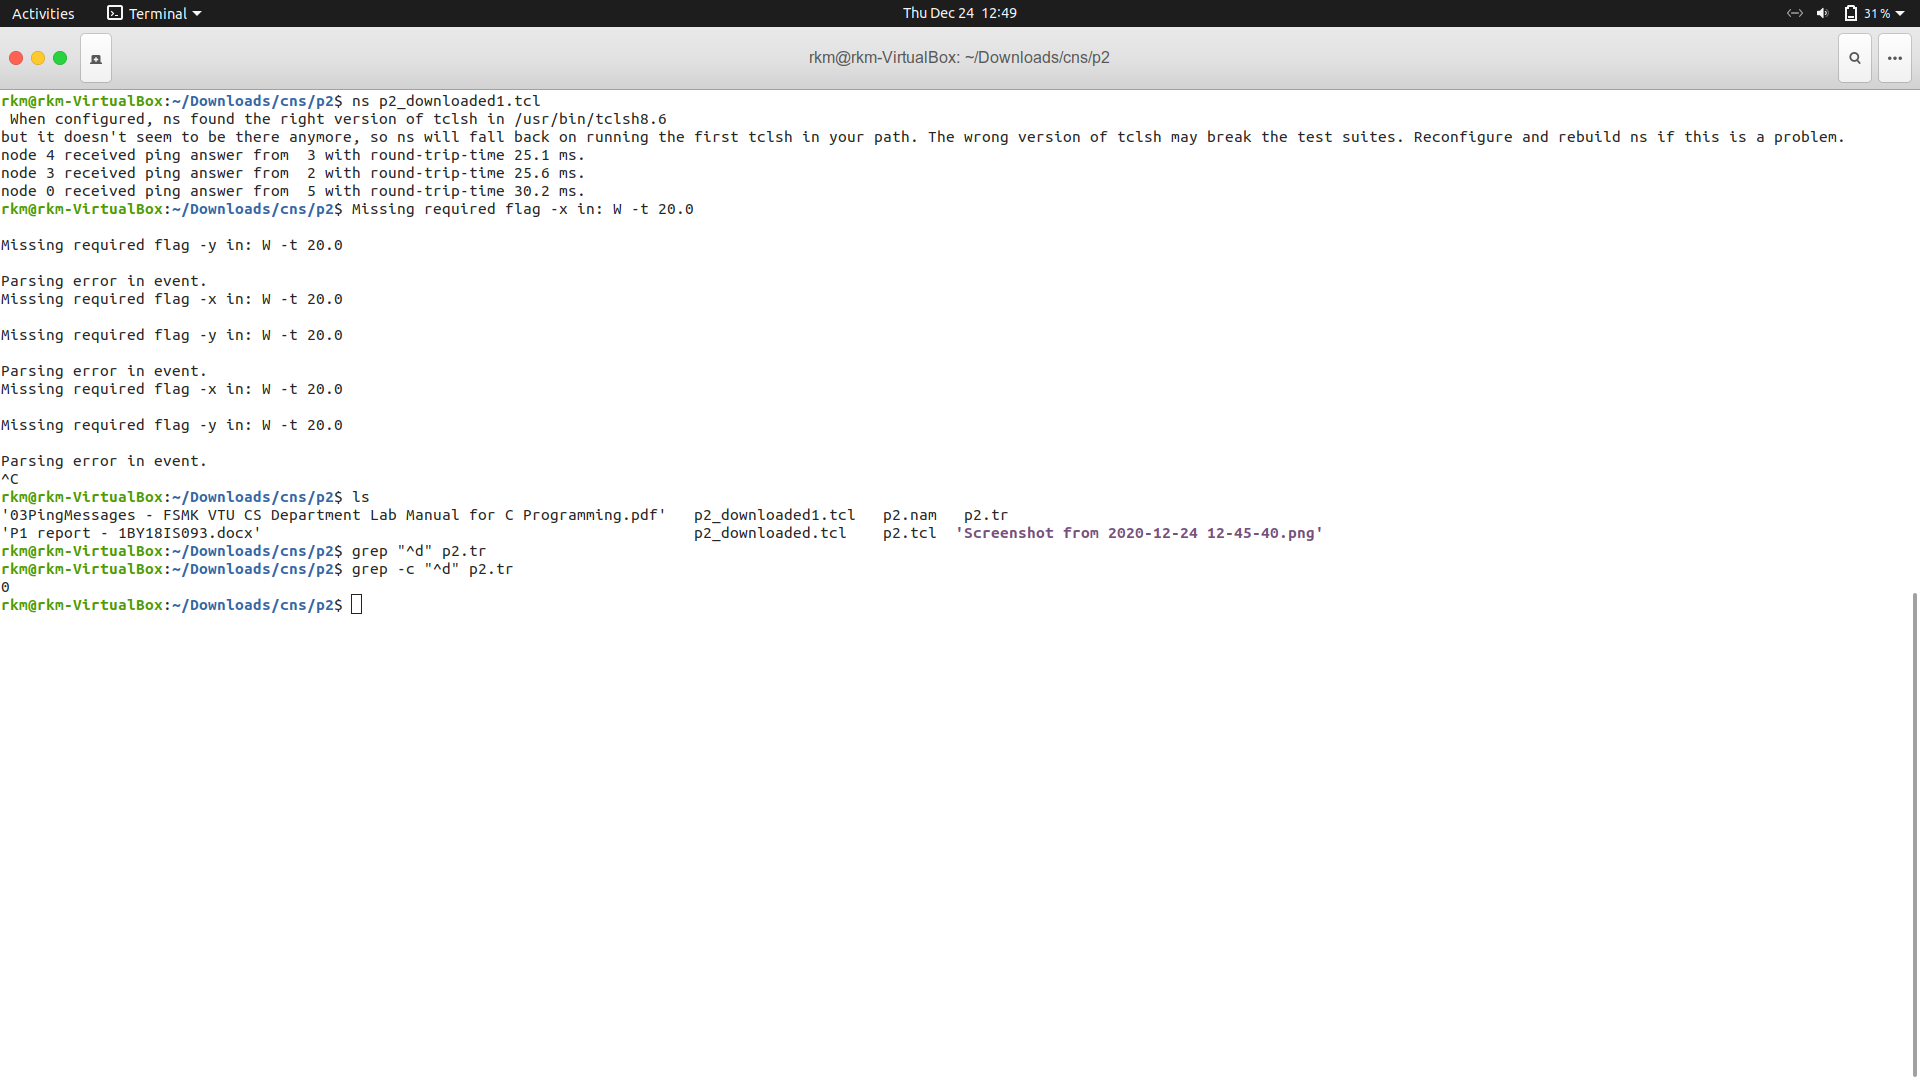 Activities Terminal Thu Dec 24 12:49 31 %
rkm@rkm-VirtualBox: ~/Downloads/cns/p2
rkm@rkm-VirtualBox:~/Downloads/cns/p2$ ns p2_downloaded1.tcl
 When configured, ns found the right version of tclsh in /usr/bin/tclsh8.6
but it doesn't seem to be there anymore, so ns will fall back on running the first tclsh in your path. The wrong version of tclsh may break the test suites. Reconfigure and rebuild ns if this is a problem.
node 4 received ping answer from  3 with round-trip-time 25.1 ms.
node 3 received ping answer from  2 with round-trip-time 25.6 ms.
node 0 received ping answer from  5 with round-trip-time 30.2 ms.
rkm@rkm-VirtualBox:~/Downloads/cns/p2$ Missing required flag -x in: W -t 20.0
Missing required flag -y in: W -t 20.0
Parsing error in event.
Missing required flag -x in: W -t 20.0
Missing required flag -y in: W -t 20.0
Parsing error in event.
Missing required flag -x in: W -t 20.0
Missing required flag -y in: W -t 20.0
Parsing error in event.
^C
rkm@rkm-VirtualBox:~/Downloads/cns/p2$ ls
'03PingMessages - FSMK VTU CS Department Lab Manual for C Programming.pdf'   p2_downloaded1.tcl   p2.nam   p2.tr
'P1 report - 1BY18IS093.docx'   p2_downloaded.tcl   p2.tcl  'Screenshot from 2020-12-24 12-45-40.png'
rkm@rkm-VirtualBox:~/Downloads/cns/p2$ grep "^d" p2.tr
rkm@rkm-VirtualBox:~/Downloads/cns/p2$ grep -c "^d" p2.tr
0
rkm@rkm-VirtualBox:~/Downloads/cns/p2$